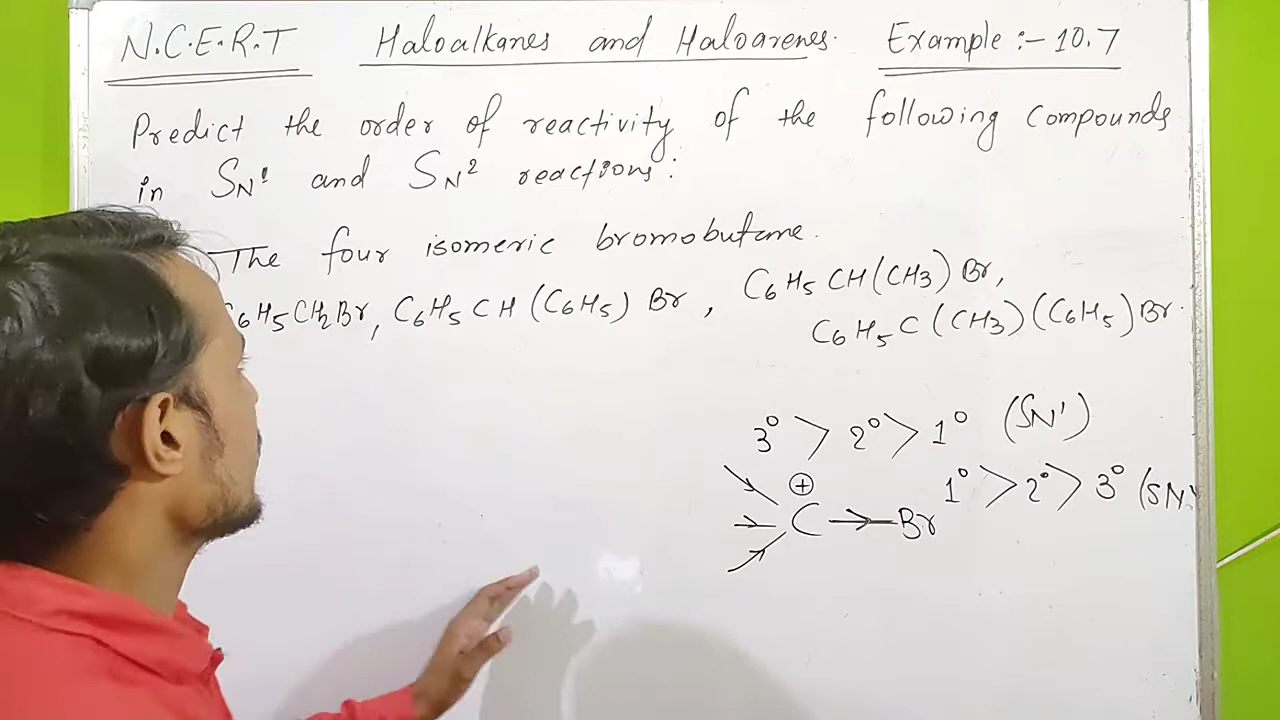 N.C.E.R.T Haloalkanes and Haloarenes. Example :- 10.7
Predict the order of reactivity of the following compounds
in SN1 and SN2 reactions:
The four isomeric bromobutane.
6H5CH2Br, C6H5CH(C6H5)Br, C6H5CH(CH3)Br,
C6H5C(CH3)(C6H5)Br.
3° > 2° > 1° (SN1)
1° > 2° > 3° (SN
⊕
C Br